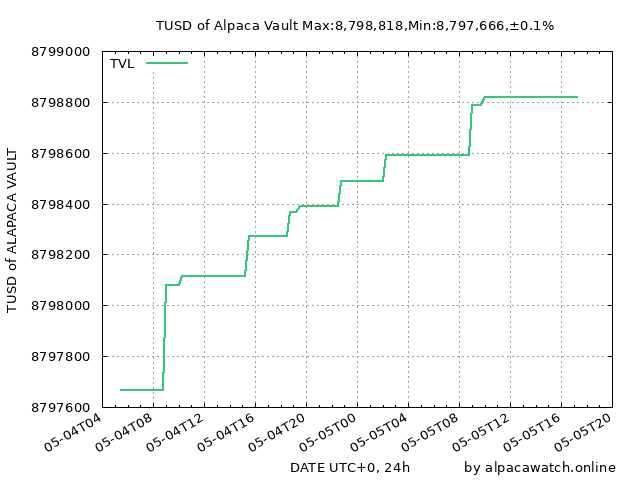 TUSD of Alpaca Vault Max:8,798,818,Min:8,797,666,±0.1%
TVL
TUSD of ALAPACA VAULT
8799000
8798800
8798600
8798400
8798200
8798000
8797800
8797600
05-04T04
05-04T08
05-04T12
05-04T16
05-04T20
05-05T00
05-05T04
05-05T08
05-05T12
05-05T16
05-05T20
DATE UTC+0, 24h
by alpacawatch.online